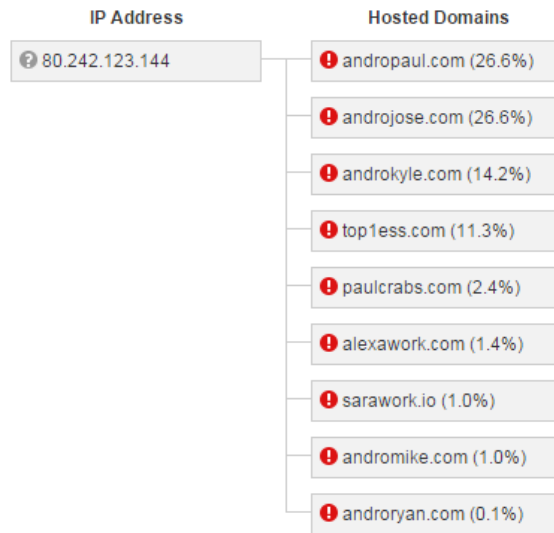 IP Address
Hosted Domains
80.242.123.144
andropaul.com (26.6%)
androjose.com (26.6%)
androkyle.com (14.2%)
top1ess.com (11.3%)
paulcrabs.com (2.4%)
alexawork.com (1.4%)
sarawork.io (1.0%)
andromike.com (1.0%)
androryan.com (0.1%)